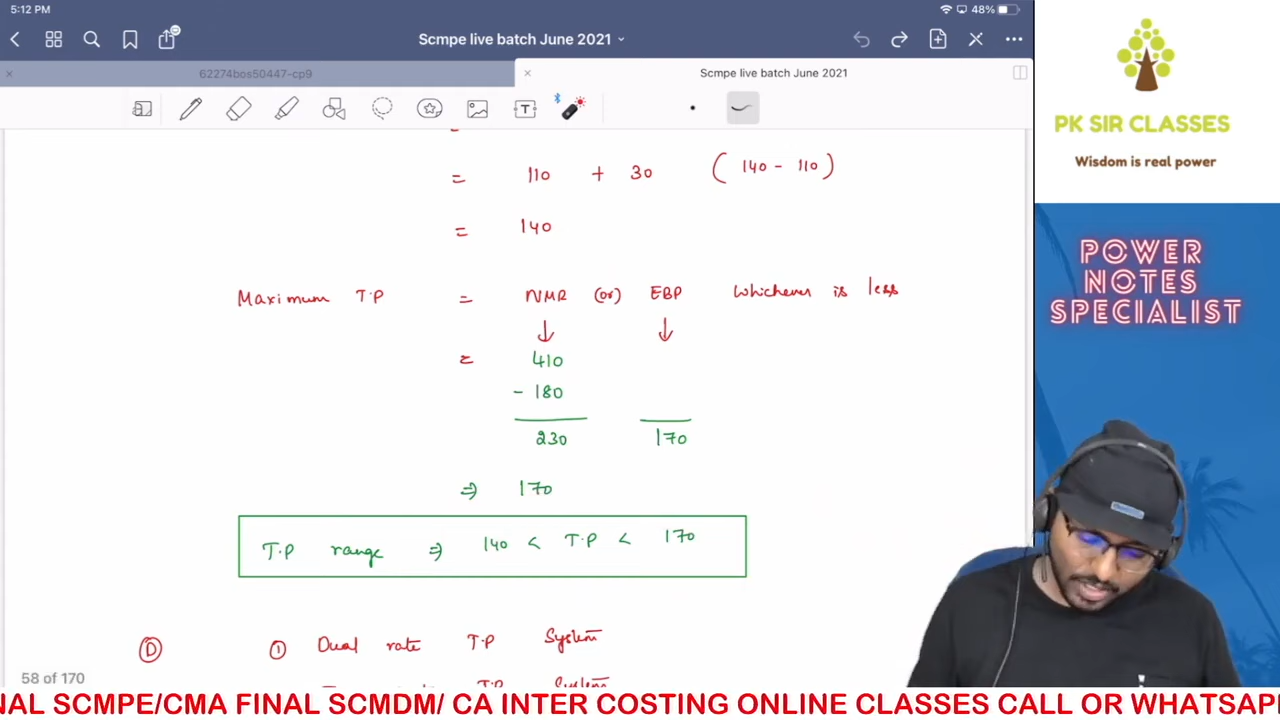 5:12 PM
48%
Scmpe live batch June 2021
62274bos50447-cp9
Scmpe live batch June 2021
PK SIR CLASSES
Wisdom is real power
POWER
NOTES
SPECIALIST
= 110 + 30 ( 140 - 110 )
= 140
Maximum T.P = NMR (or) EBP Whichever is less
↓ ↓
= 410
- 180
230 170
⇒ 170
T.P range ⇒ 140 < T.P < 170
D 1 Dual rate T.P System
T.P System
58 of 170
NAL SCMPE/CMA FINAL SCMDM/ CA INTER COSTING ONLINE CLASSES CALL OR WHATSAP